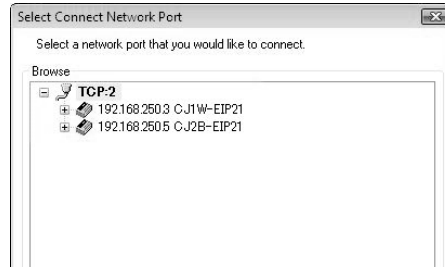 Select Connect Network Port
Select a network port that you would like to connect.
Browse
TCP:2
192.168.250.3 CJ1W-EIP21
192.168.250.5 CJ2B-EIP21